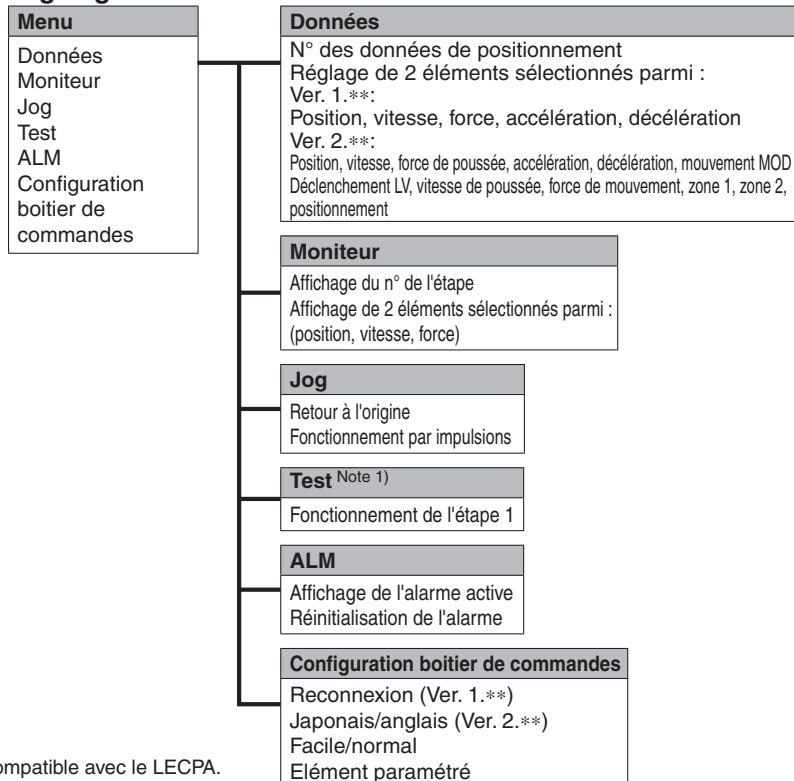 Menu
Données
Moniteur
Jog
Test
ALM
Configuration
boitier de
commandes
Données
N° des données de positionnement
Réglage de 2 éléments sélectionnés parmi :
Ver. 1.**:
Position, vitesse, force, accélération, décélération
Ver. 2.**:
Position, vitesse, force de poussée, accélération, décélération, mouvement MOD
Déclenchement LV, vitesse de poussée, force de mouvement, zone 1, zone 2,
positionnement
Moniteur
Affichage du n° de l'étape
Affichage de 2 éléments sélectionnés parmi :
(position, vitesse, force)
Jog
Retour à l'origine
Fonctionnement par impulsions
Test Note 1)
Fonctionnement de l'étape 1
ALM
Affichage de l'alarme active
Réinitialisation de l'alarme
Configuration boitier de commandes
Reconnexion (Ver. 1.**)
Japonais/anglais (Ver. 2.**)
Facile/normal
Elément paramétré
ompatible avec le LECPA.